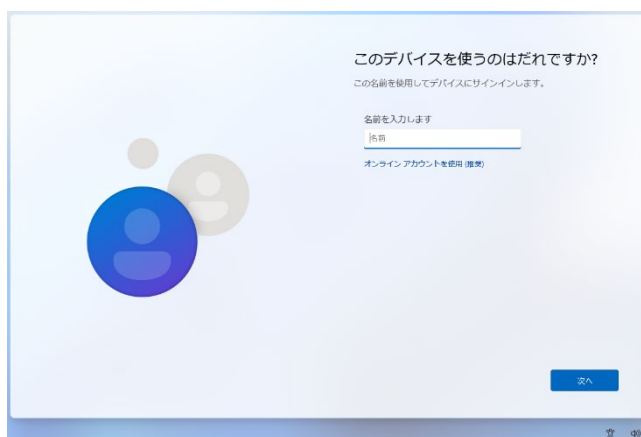 このデバイスを使うのはだれですか?
この名前を使用してデバイスにサインインします。
名前を入力します
名前
オンライン アカウントを使用 (推奨)
次へ